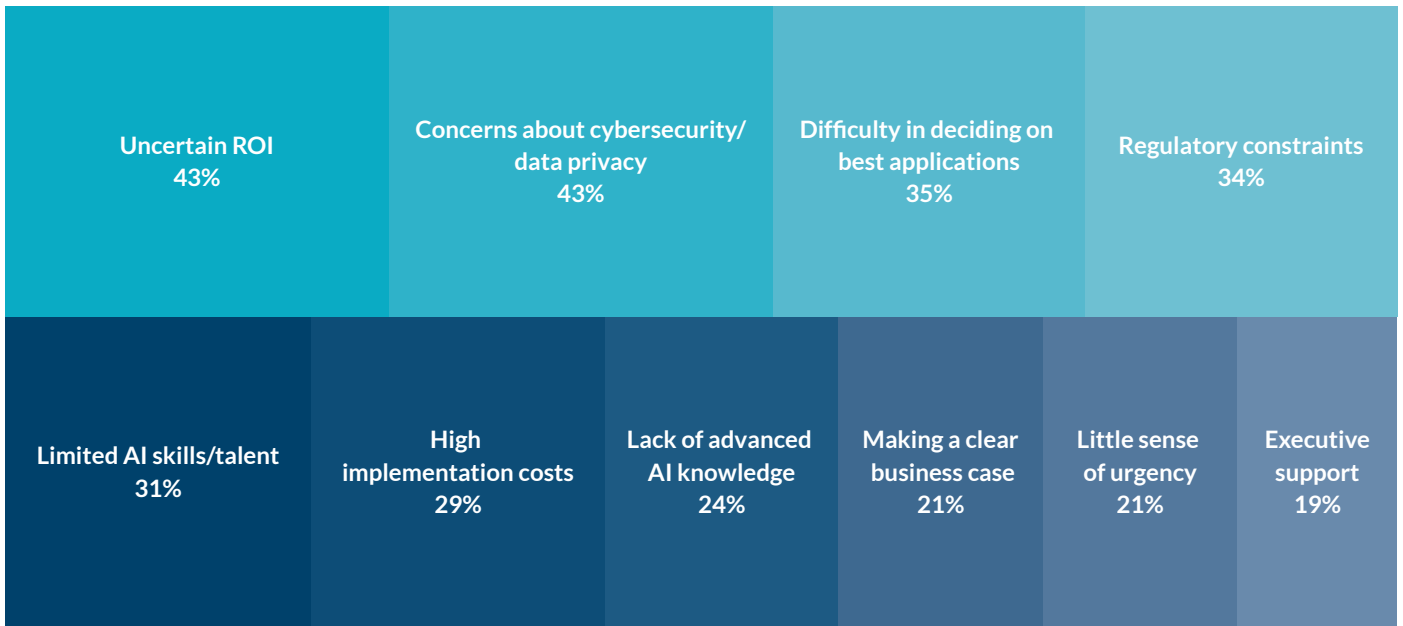 Uncertain ROI
43%
Concerns about cybersecurity/
data privacy
43%
Difficulty in deciding on
best applications
35%
Regulatory constraints
34%
Limited AI skills/talent
31%
High
implementation costs
29%
Lack of advanced
AI knowledge
24%
Making a clear
business case
21%
Little sense
of urgency
21%
Executive
support
19%